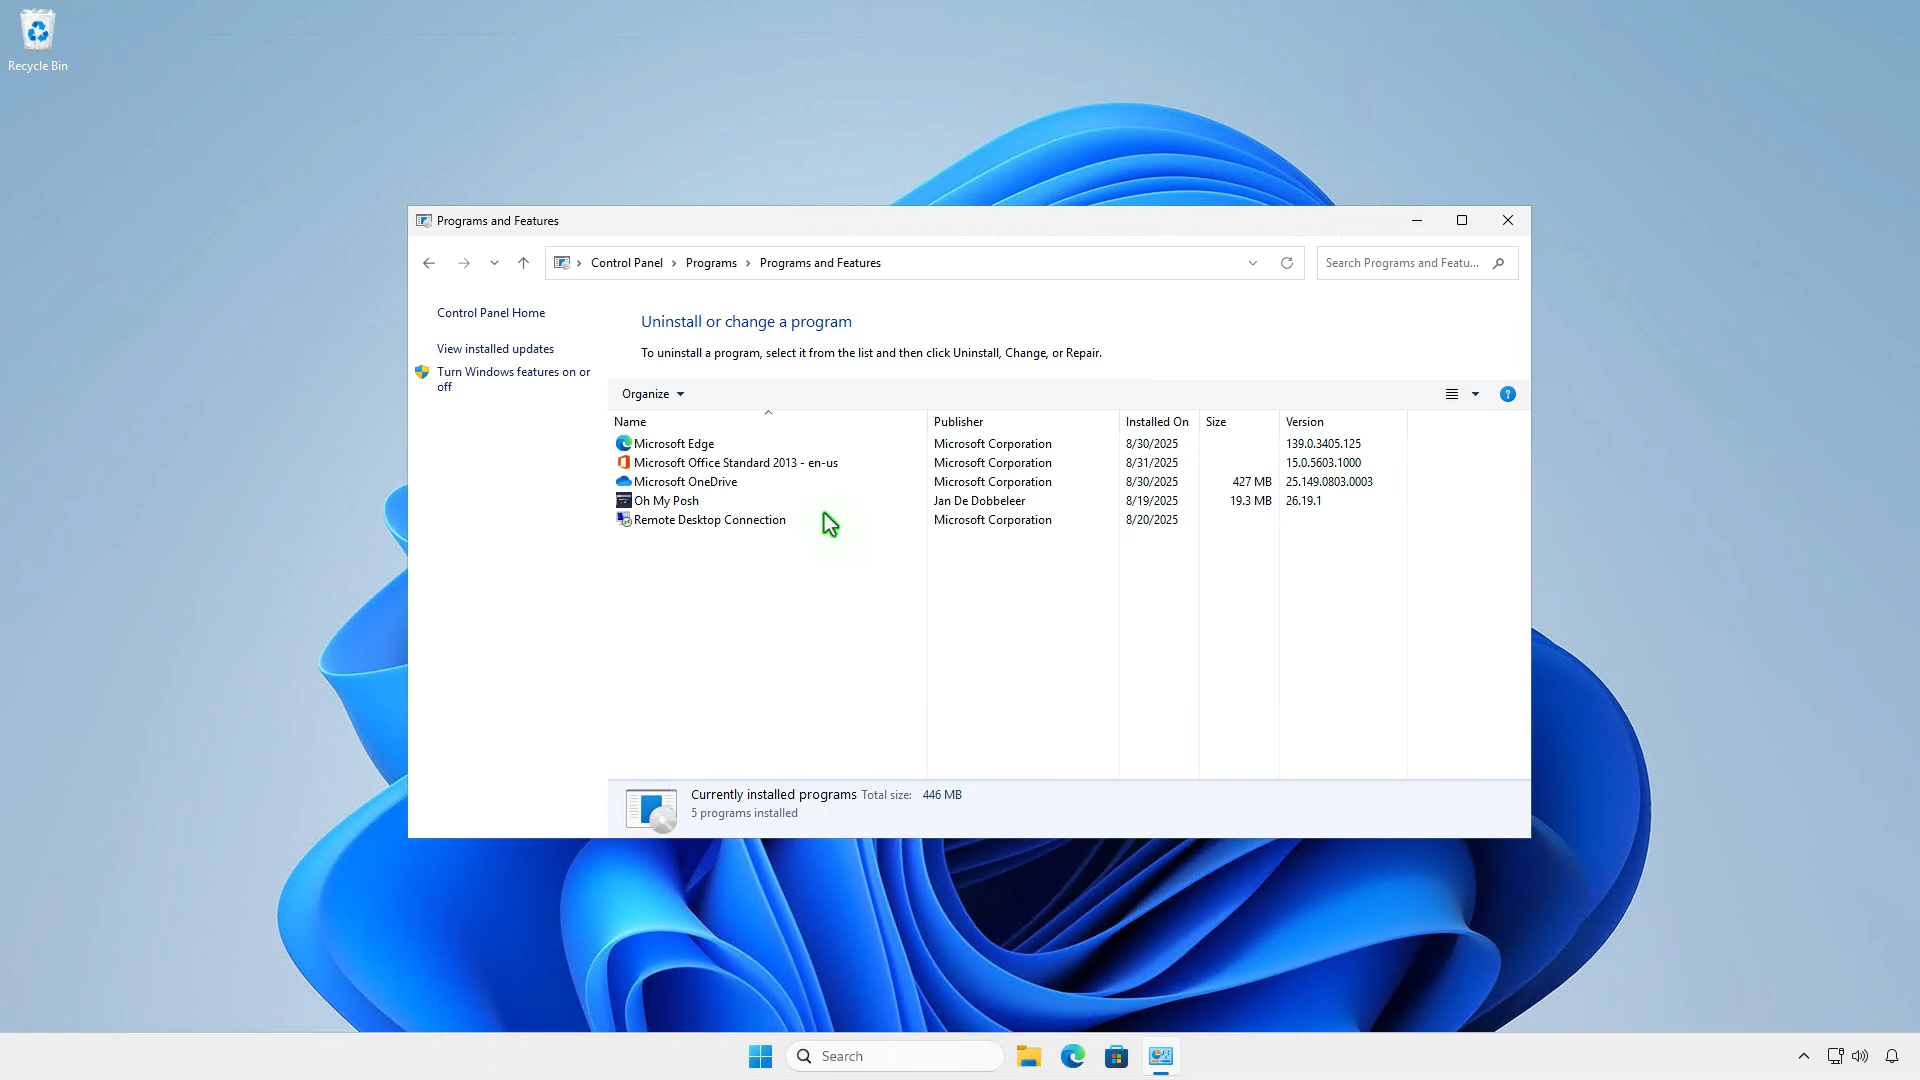 Recycle Bin
Programs and Features
Control Panel Programs Programs and Features
Search Programs and Featu...
Control Panel Home
View installed updates
Turn Windows features on or
off
Uninstall or change a program
To uninstall a program, select it from the list and then click Uninstall, Change, or Repair.
Organize
Name Publisher Installed On Size Version
Microsoft Edge Microsoft Corporation 8/30/2025 139.0.3405.125
Microsoft Office Standard 2013 - en-us Microsoft Corporation 8/31/2025 15.0.5603.1000
Microsoft OneDrive Microsoft Corporation 8/30/2025 427 MB 25.149.0803.0003
Oh My Posh Jan De Dobbeleer 8/19/2025 19.3 MB 26.19.1
Remote Desktop Connection Microsoft Corporation 8/20/2025
Currently installed programs Total size: 446 MB
5 programs installed
Search